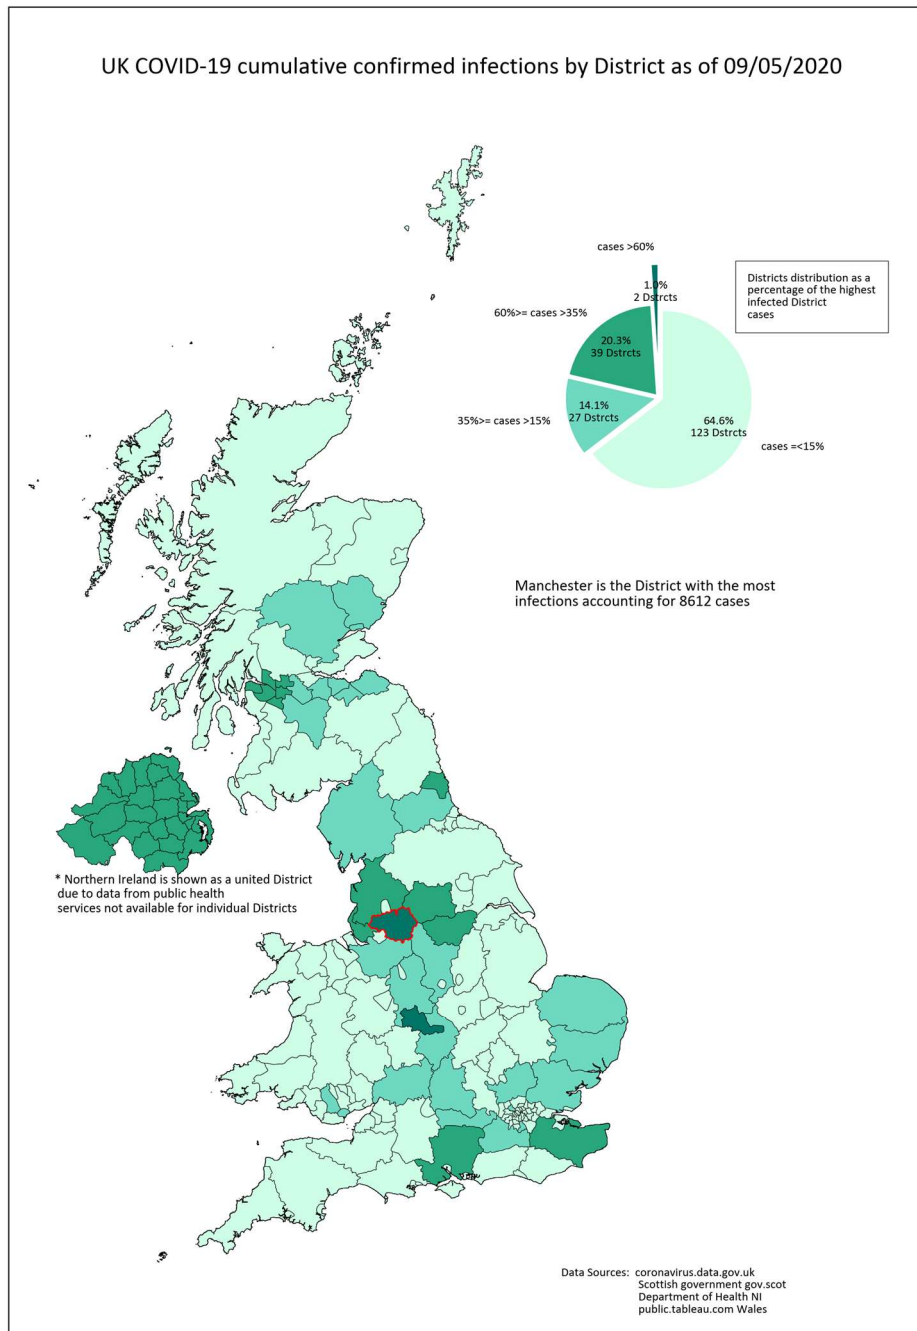 UK COVID-19 cumulative confirmed infections by District as of 09/05/2020
cases >60%
1.0%
2 Dstrcts
Districts distribution as a
percentage of the highest
infected District
cases
60%>= cases >35%
20.3%
39 Dstrcts
35%>= cases >15%
14.1%
27 Dstrcts
64.6%
123 Dstrcts
cases =<15%
Manchester is the District with the most
infections accounting for 8612 cases
* Northern Ireland is shown as a united District
due to data from public health
services not available for individual Districts
Data Sources: coronavirus.data.gov.uk
Scottish government gov.scot
Department of Health NI
public.tableau.com Wales